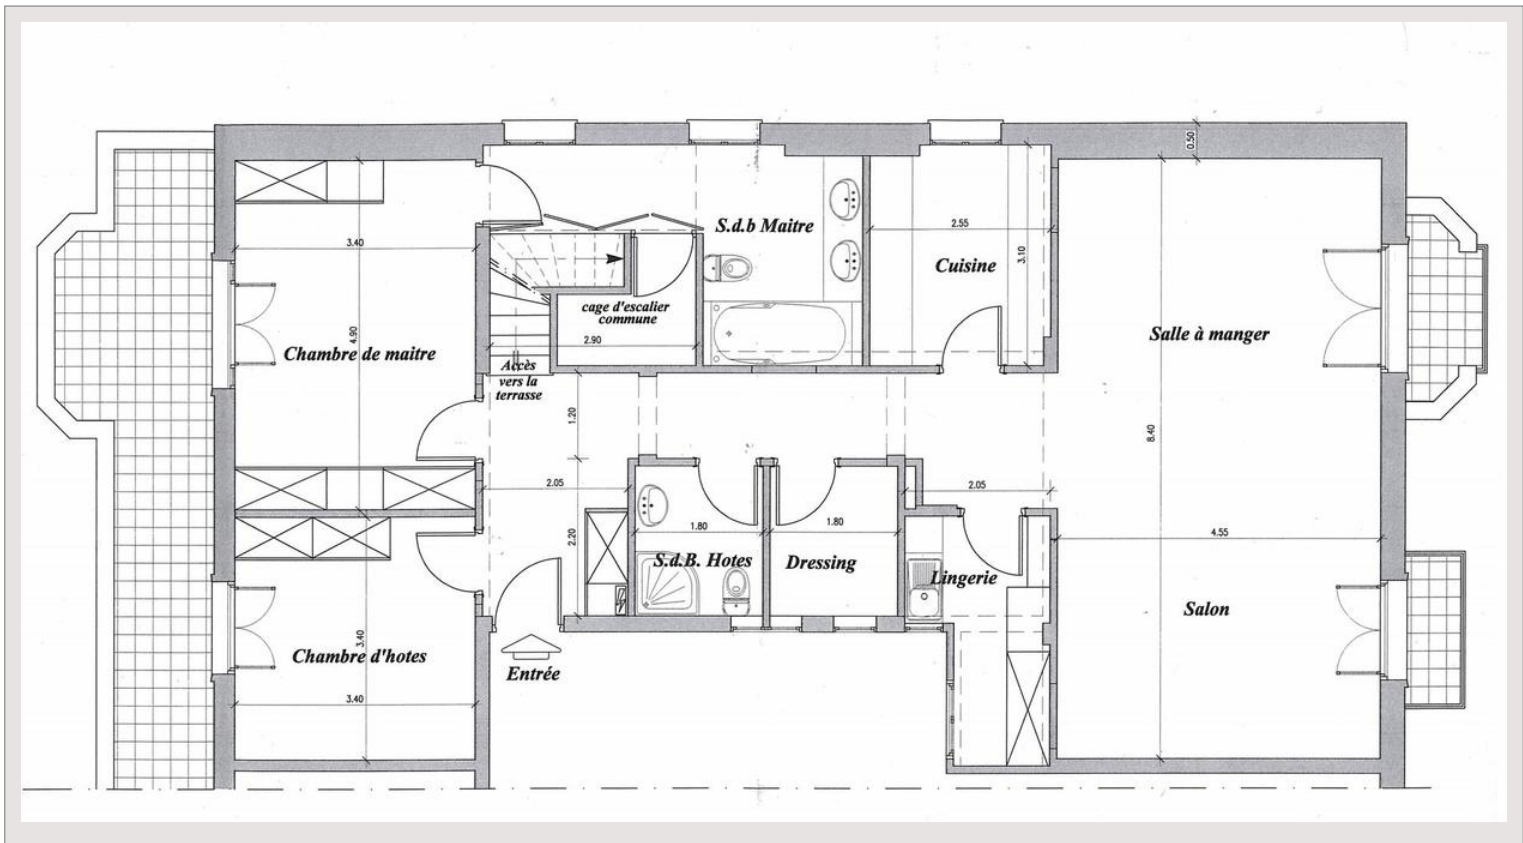 0.50
S.d.b Maitre
2.55
3.40
3.10
Cuisine
cage d'escalier
commune
4.90
2.90
Salle à manger
Chambre de maitre
Accès
vers la
terrasse
1.20
8.40
2.05
2.05
1.80
1.80
2.20
4.55
S.d.B. Hotes
Dressing
Lingerie
Salon
3.40
Chambre d'hotes
Entrée
3.40